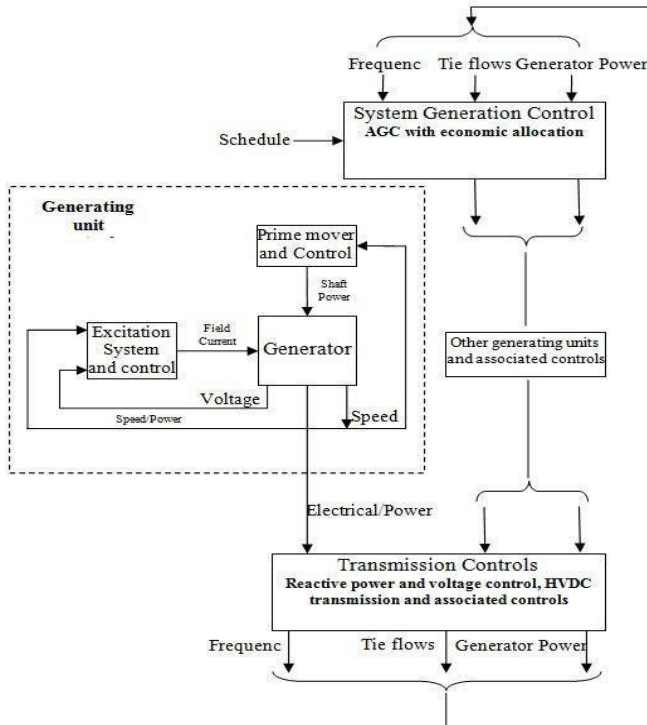 Frequenc Tie flows Generator Power
System Generation Control
AGC with economic allocation
Schedule
Generating
unit
Prime mover
and Control
Shaft
Power
Excitation
System
and control
Field
Current
Generator
Voltage
Speed/Power
Speed
Other generating units
and associated controls
Electrical/Power
Transmission Controls
Reactive power and voltage control, HVDC
transmission and associated controls
Frequenc Tie flows Generator Power